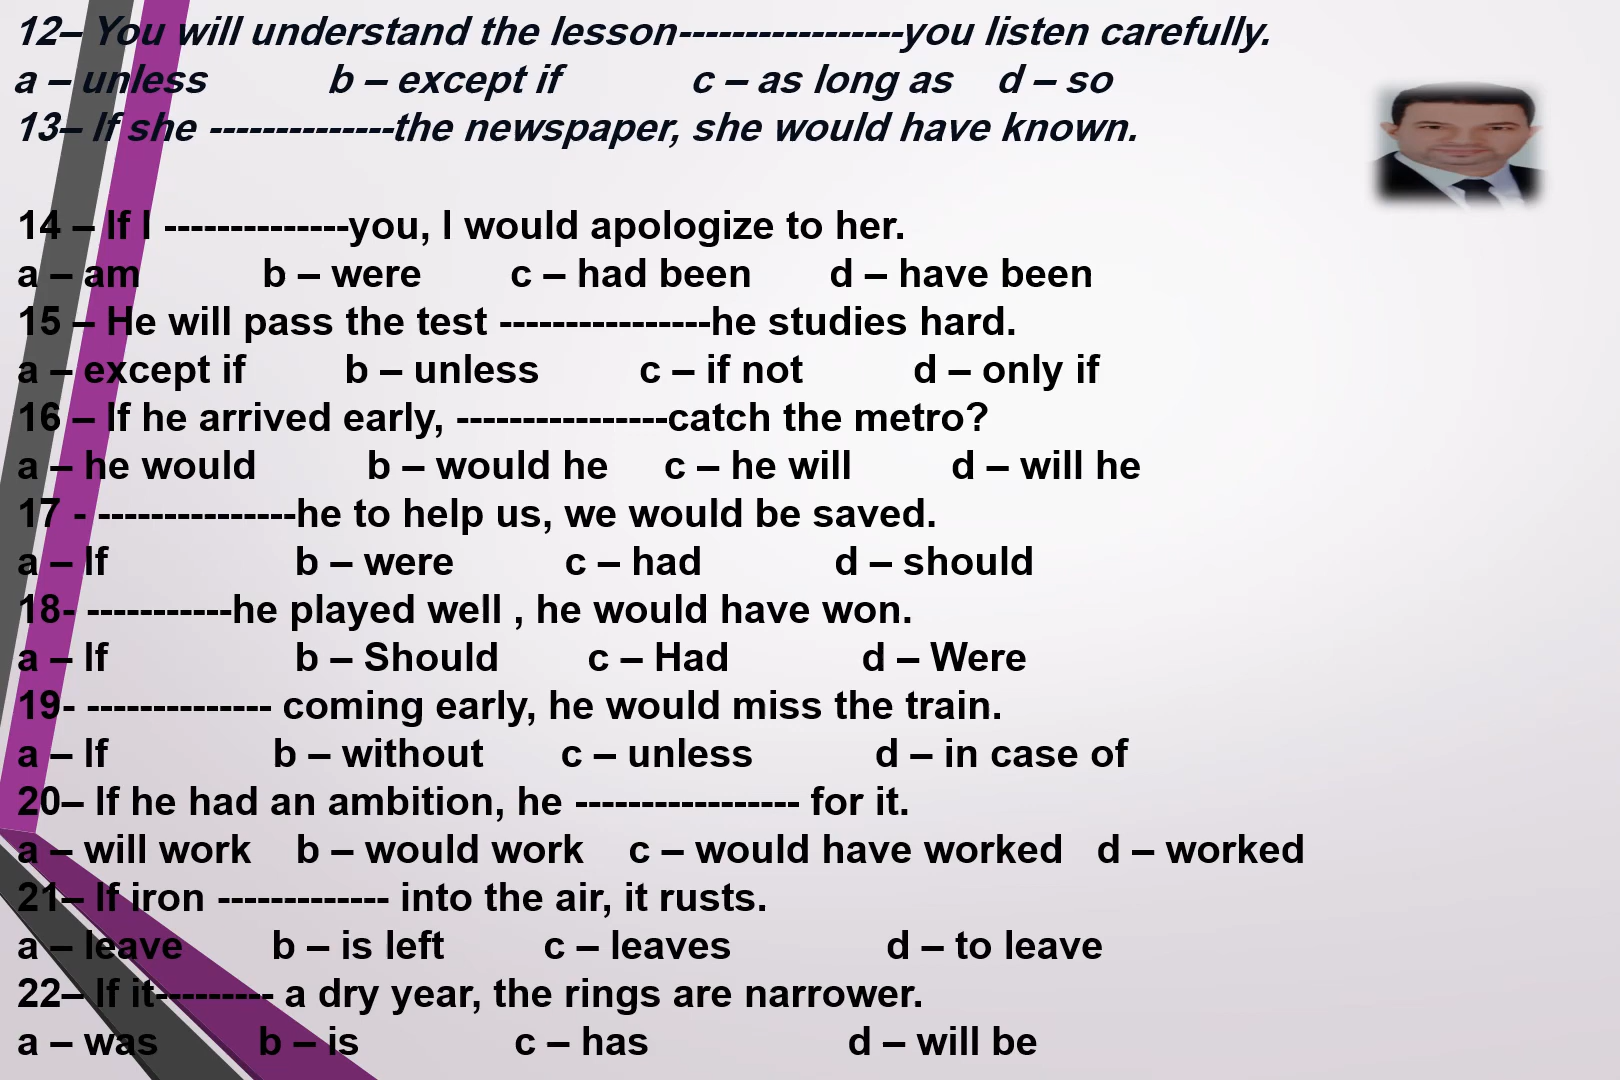 12– You will understand the lesson-----------------you listen carefully.
a – unless b – except if c – as long as d – so
13– If she --------------the newspaper, she would have known.
14 – If I --------------you, I would apologize to her.
a – am b – were c – had been d – have been
15 – He will pass the test ----------------he studies hard.
a – except if b – unless c – if not d – only if
16 – If he arrived early, ----------------catch the metro?
a – he would b – would he c – he will d – will he
17 - ---------------he to help us, we would be saved.
a – If b – were c – had d – should
18- -----------he played well , he would have won.
a – If b – Should c – Had d – Were
19- -------------- coming early, he would miss the train.
a – If b – without c – unless d – in case of
20– If he had an ambition, he ----------------- for it.
a – will work b – would work c – would have worked d – worked
21– If iron ------------- into the air, it rusts.
a – leave b – is left c – leaves d – to leave
22– If it--------- a dry year, the rings are narrower.
a – was b – is c – has d – will be